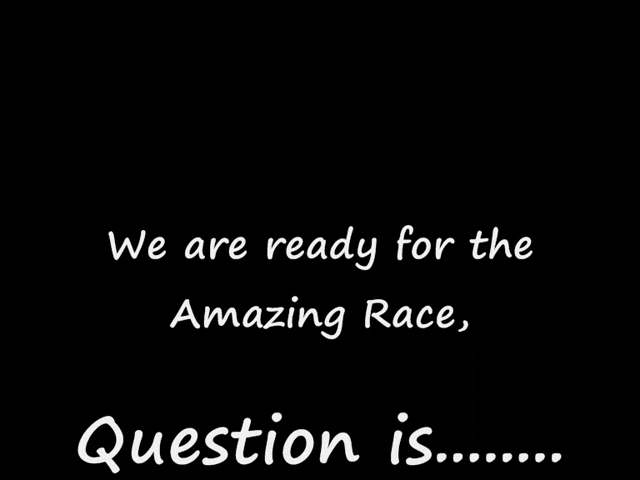 We are ready for the
Amazing Race,
Question is........